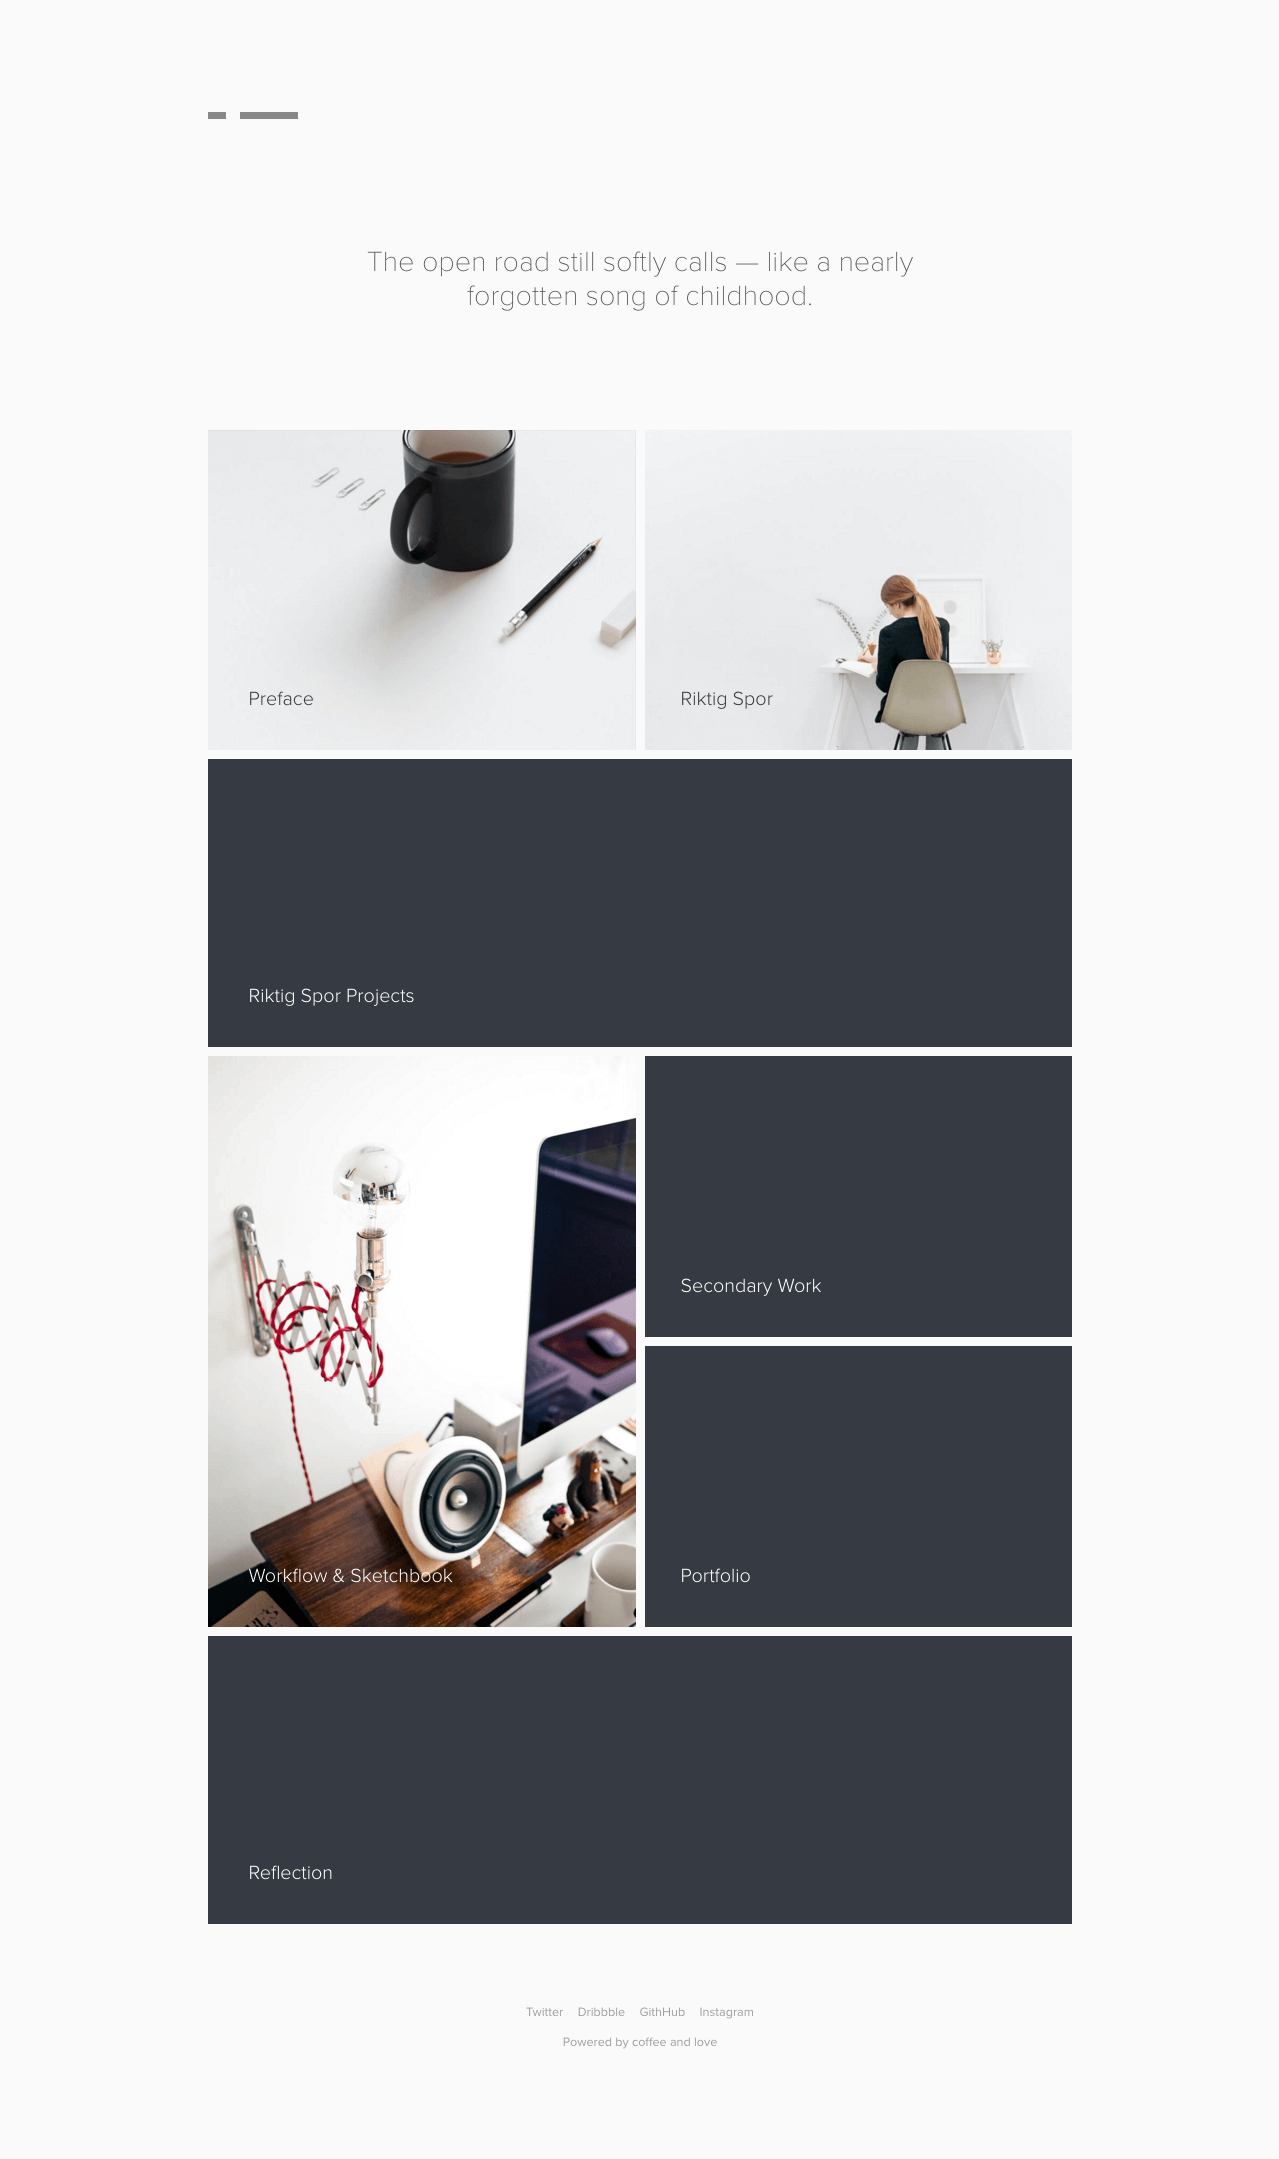 The open road still softly calls — like a nearly
forgotten song of childhood.
Preface
Riktig Spor
Riktig Spor Projects
Workflow & Sketchbook
Secondary Work
Portfolio
Reflection
Twitter Dribbble GithHub Instagram
Powered by coffee and love